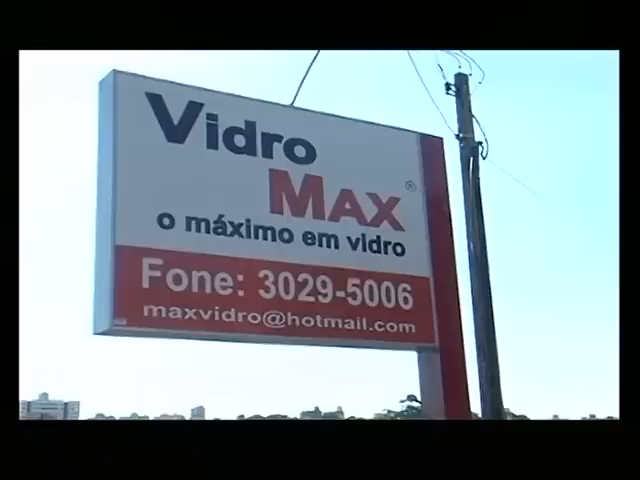 Vidro
MAX®
o máximo em vidro
Fone: 3029-5006
maxvidro@hotmail.com